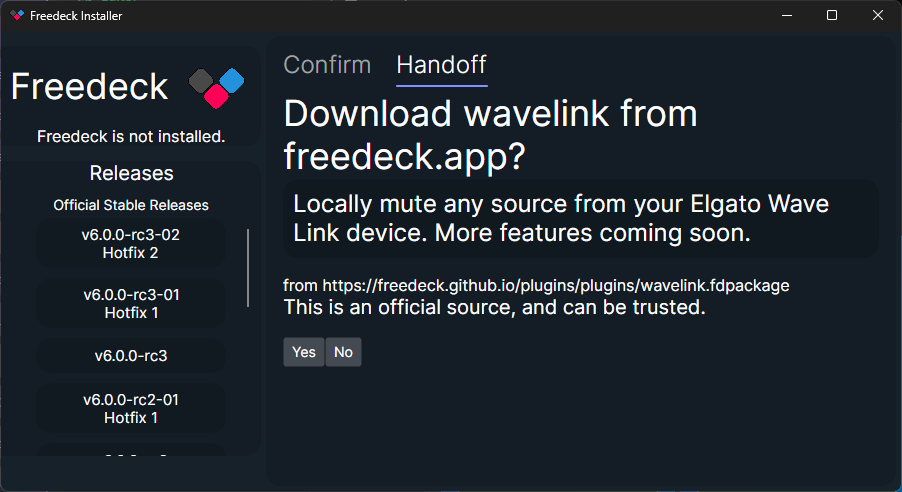 Freedeck Installer
Freedeck
Freedeck is not installed.
Releases
Official Stable Releases
v6.0.0-rc3-02
Hotfix 2
v6.0.0-rc3-01
Hotfix 1
v6.0.0-rc3
v6.0.0-rc2-01
Hotfix 1
Confirm Handoff
Download wavelink from
freedeck.app?
Locally mute any source from your Elgato Wave
Link device. More features coming soon.
from https://freedeck.github.io/plugins/plugins/wavelink.fdpackage
This is an official source, and can be trusted.
Yes No